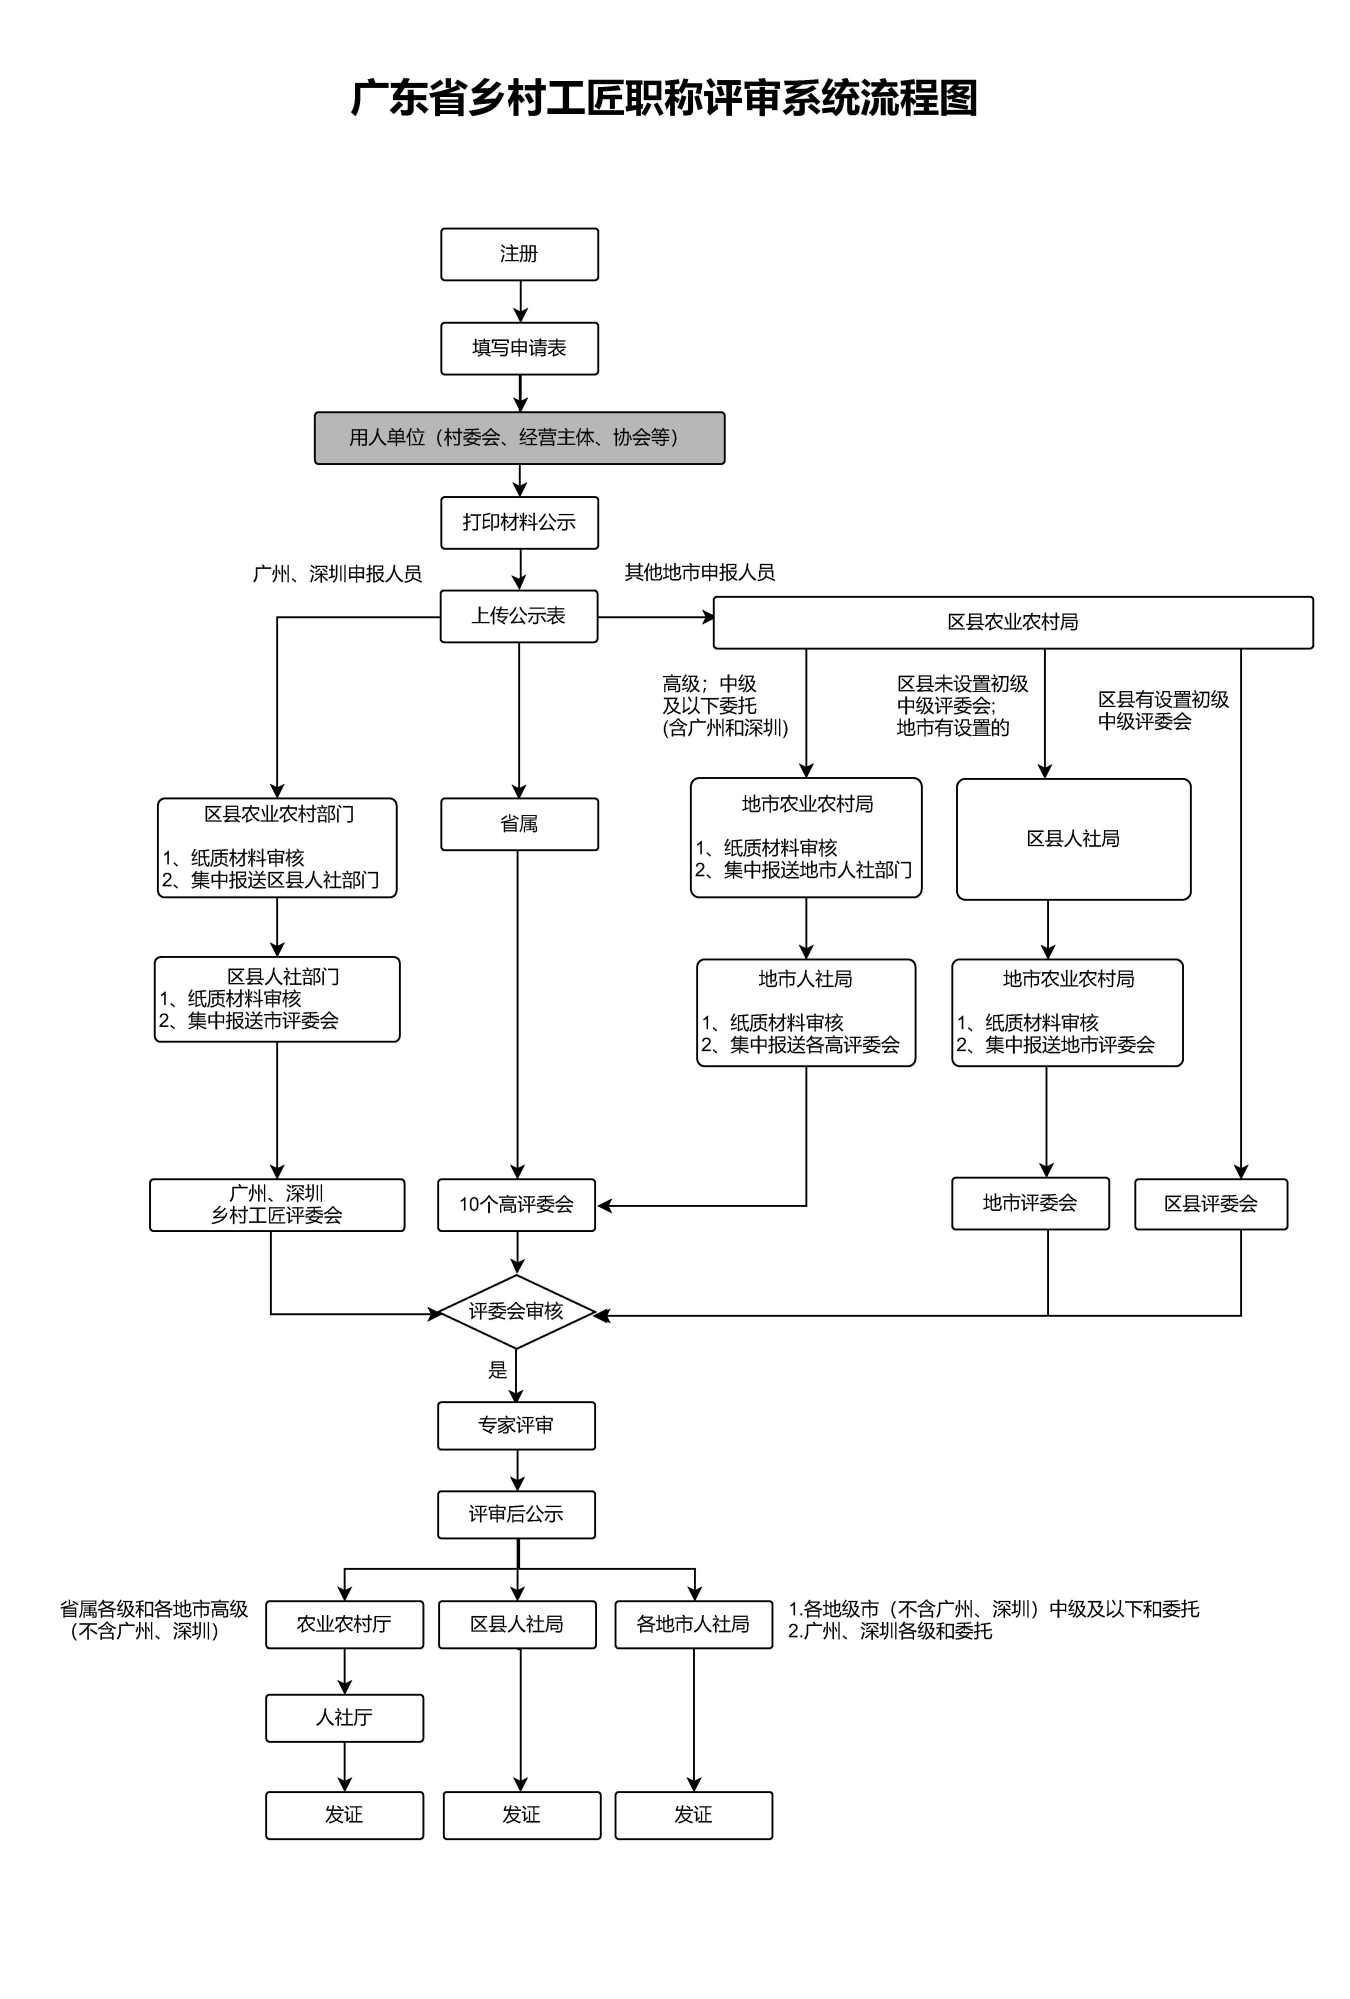 广东省乡村工匠职称评审系统流程图
注册
填写申请表
用人单位（村委会、经营主体、协会等）
打印材料公示
广州、深圳申报人员
其他地市申报人员
上传公示表
区县农业农村局
高级；中级
及以下委托
(含广州和深圳)
区县未设置初级
中级评委会;
地市有设置的
区县有设置初级
中级评委会
区县农业农村部门
1、纸质材料审核
2、集中报送区县人社部门
省属
地市农业农村局
1、纸质材料审核
2、集中报送地市人社部门
区县人社局
区县人社部门
1、纸质材料审核
2、集中报送市评委会
地市人社局
1、纸质材料审核
2、集中报送各高评委会
地市农业农村局
1、纸质材料审核
2、集中报送地市评委会
广州、深圳
乡村工匠评委会
10个高评委会
地市评委会
区县评委会
评委会审核
是
专家评审
评审后公示
省属各级和各地市高级
（不含广州、深圳）
农业农村厅
区县人社局
各地市人社局
1.各地级市（不含广州、深圳）中级及以下和委托
2.广州、深圳各级和委托
人社厅
发证
发证
发证